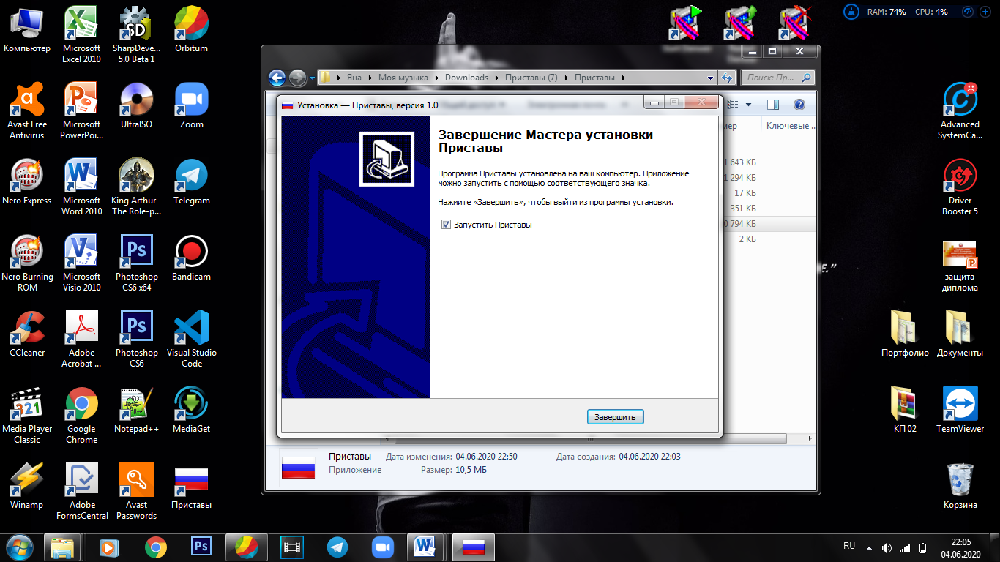 Компьютер
Microsoft
Excel 2010
SharpDeve...
5.0 Beta 1
Orbitum
RAM: 74% CPU: 4%
Avast Free
Antivirus
Microsoft
PowerPoi...
UltraISO
Zoom
Nero Express
Microsoft
Word 2010
King Arthur -
The Role-p...
Telegram
Nero Burning
ROM
Microsoft
Visio 2010
Photoshop
CS6 x64
Bandicam
CCleaner
Adobe
Acrobat ...
Photoshop
CS6
Visual Studio
Code
Media Player
Classic
Google
Chrome
Notepad++
MediaGet
Winamp
Adobe
FormsCentral
Avast
Passwords
Приставы
Яна
Моя музыка
Downloads
Приставы (7)
Приставы
Поиск: Пр...
Установка — Приставы, версия 1.0
Завершение Мастера установки
Приставы
Программа Приставы установлена на ваш компьютер. Приложение
можно запустить с помощью соответствующего значка.
Нажмите «Завершить», чтобы выйти из программы установки.
Запустить Приставы
Завершить
Ключевые ...
1 643 КБ
1 294 КБ
17 КБ
351 КБ
794 КБ
2 КБ
Приставы Дата изменения: 04.06.2020 22:50 Дата создания: 04.06.2020 22:03
Приложение Размер: 10,5 МБ
Advanced
SystemCa...
Driver
Booster 5
защита
диплома
Портфолио
Документы
КП 02
TeamViewer
Корзина
RU
22:05
04.06.2020